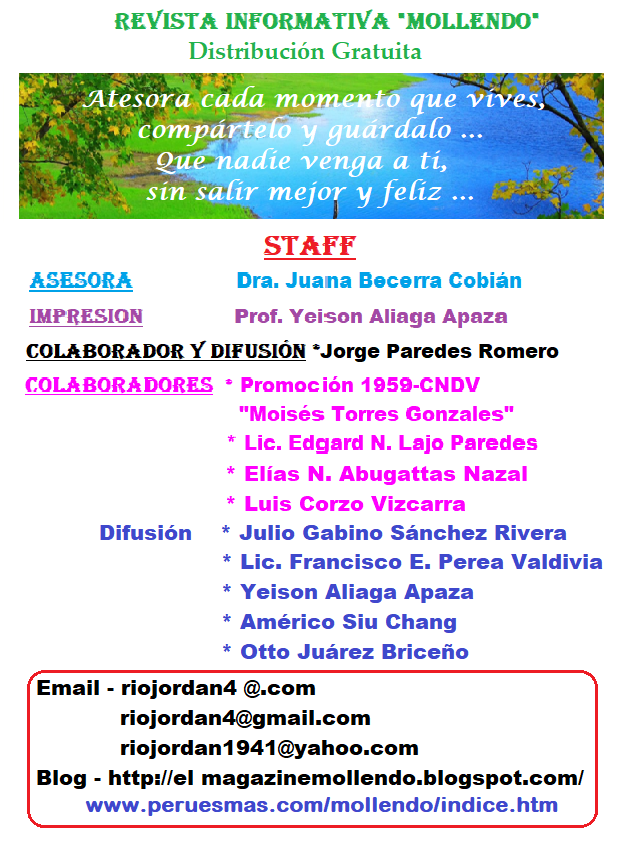 REVISTA INFORMATIVA "MOLLENDO"
Distribución Gratuita
Atesora cada momento que vives,
compártelo y guárdalo ...
Que nadie venga a ti,
sin salir mejor y feliz ...
STAFF
ASESORA Dra. Juana Becerra Cobián
IMPRESION Prof. Yeison Aliaga Apaza
COLABORADOR Y DIFUSIÓN *Jorge Paredes Romero
COLABORADORES * Promoción 1959-CNDV
"Moisés Torres Gonzales"
* Lic. Edgard N. Lajo Paredes
* Elías N. Abugattas Nazal
* Luis Corzo Vizcarra
Difusión * Julio Gabino Sánchez Rivera
* Lic. Francisco E. Perea Valdivia
* Yeison Aliaga Apaza
* Américo Siu Chang
* Otto Juárez Briceño
Email - riojordan4 @.com
riojordan4@gmail.com
riojordan1941@yahoo.com
Blog - http://el magazinemollendo.blogspot.com/
www.peruesmas.com/mollendo/indice.htm